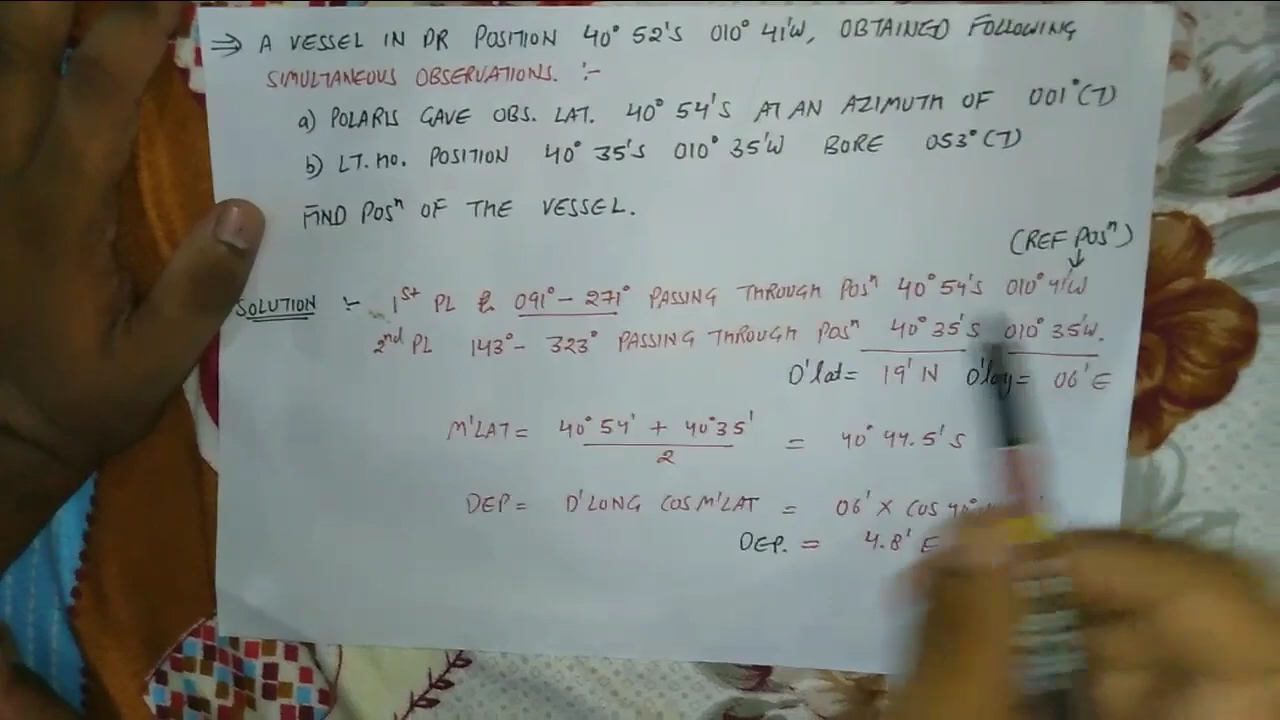 ⇒ A VESSEL IN DR POSITION 40° 52'S 010° 41'W, OBTAINED FOLLOWING
SIMULTANEOUS OBSERVATIONS. :-
a) POLARIS GAVE OBS. LAT. 40° 54'S AT AN AZIMUTH OF 001°(T)
b) LT. HO. POSITION 40° 35'S 010° 35'W BORE 053°(T)
FIND POSⁿ OF THE VESSEL.
(REF POSⁿ)
↓
SOLUTION :- 1st PL 091° - 271° PASSING THROUGH POSⁿ 40° 54'S 010° 41'W
2nd PL 143° - 323° PASSING THROUGH POSⁿ 40° 35'S 010° 35'W.
D'lat = 19' N D'long = 06' E
M'LAT = 40° 54' + 40° 35' / 2 = 40° 44.5'S
DEP = D'LONG COS M'LAT = 06' X COS 40°
DEP. = 4.8' E